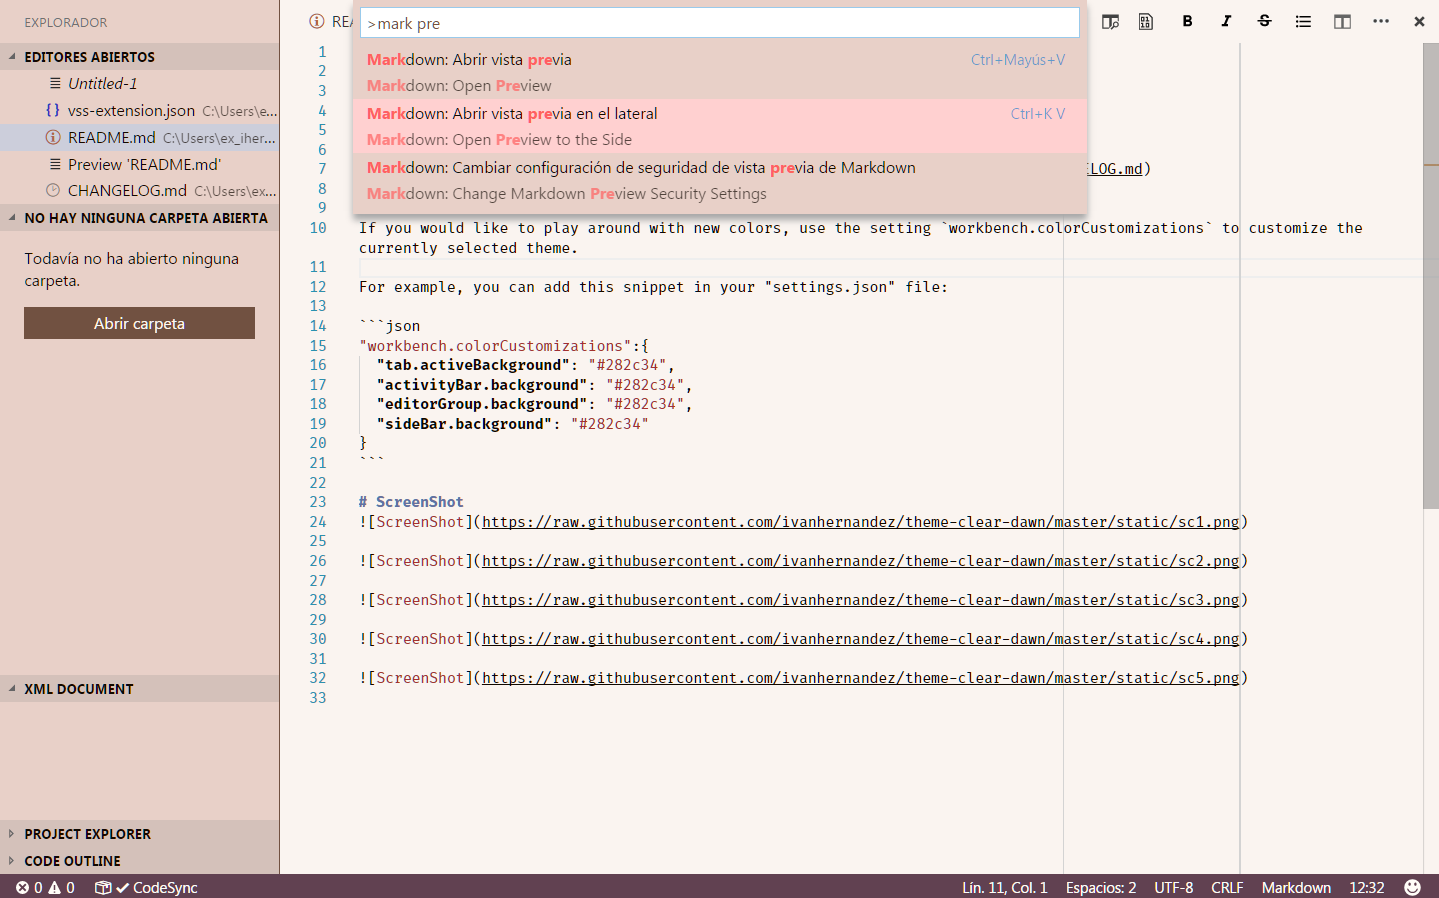 EXPLORADOR
EDITORES ABIERTOS
Untitled-1
{} vss-extension.json C:\Users\e...
README.md C:\Users\ex_iher...
Preview 'README.md'
CHANGELOG.md C:\Users\ex...
NO HAY NINGUNA CARPETA ABIERTA
Todavía no ha abierto ninguna
carpeta.
Abrir carpeta
XML DOCUMENT
PROJECT EXPLORER
CODE OUTLINE
>mark pre
Markdown: Abrir vista previa Ctrl+Mayús+V
Markdown: Open Preview
Markdown: Abrir vista previa en el lateral Ctrl+K V
Markdown: Open Preview to the Side
Markdown: Cambiar configuración de seguridad de vista previa de Markdown
Markdown: Change Markdown Preview Security Settings
B I S
1
2
3
4
5
6
7 LOG.md)
8
9
10 If you would like to play around with new colors, use the setting `workbench.colorCustomizations` to customize the
currently selected theme.
11
12 For example, you can add this snippet in your "settings.json" file:
13
14 ```json
15 "workbench.colorCustomizations":{
16 "tab.activeBackground": "#282c34",
17 "activityBar.background": "#282c34",
18 "editorGroup.background": "#282c34",
19 "sideBar.background": "#282c34"
20 }
21 ```
22
23 # ScreenShot
24 ![ScreenShot](https://raw.githubusercontent.com/ivanhernandez/theme-clear-dawn/master/static/sc1.png)
25
26 ![ScreenShot](https://raw.githubusercontent.com/ivanhernandez/theme-clear-dawn/master/static/sc2.png)
27
28 ![ScreenShot](https://raw.githubusercontent.com/ivanhernandez/theme-clear-dawn/master/static/sc3.png)
29
30 ![ScreenShot](https://raw.githubusercontent.com/ivanhernandez/theme-clear-dawn/master/static/sc4.png)
31
32 ![ScreenShot](https://raw.githubusercontent.com/ivanhernandez/theme-clear-dawn/master/static/sc5.png)
33
0 0 CodeSync Lín. 11, Col. 1 Espacios: 2 UTF-8 CRLF Markdown 12:32